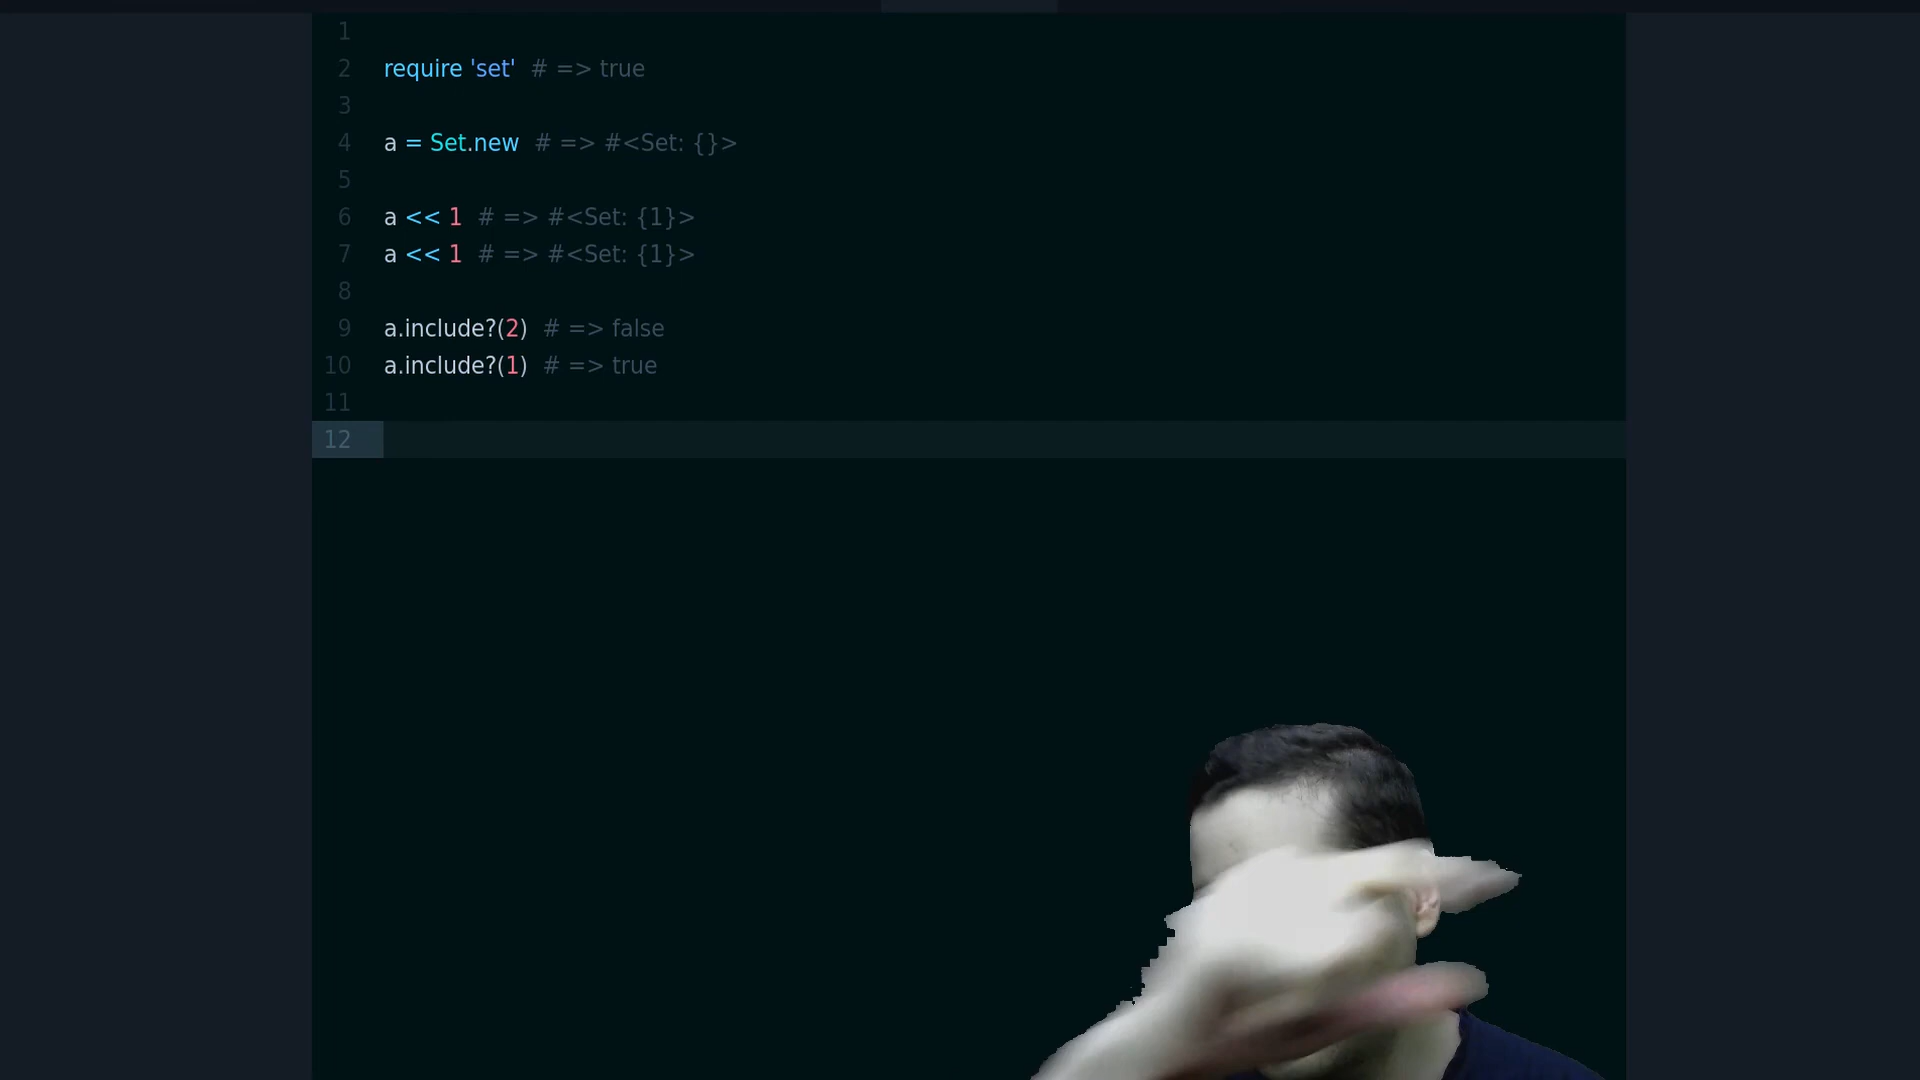 1
2 require 'set' # => true
3
4 a = Set.new # => #<Set: {}>
5
6 a << 1 # => #<Set: {1}>
7 a << 1 # => #<Set: {1}>
8
9 a.include?(2) # => false
10 a.include?(1) # => true
11
12